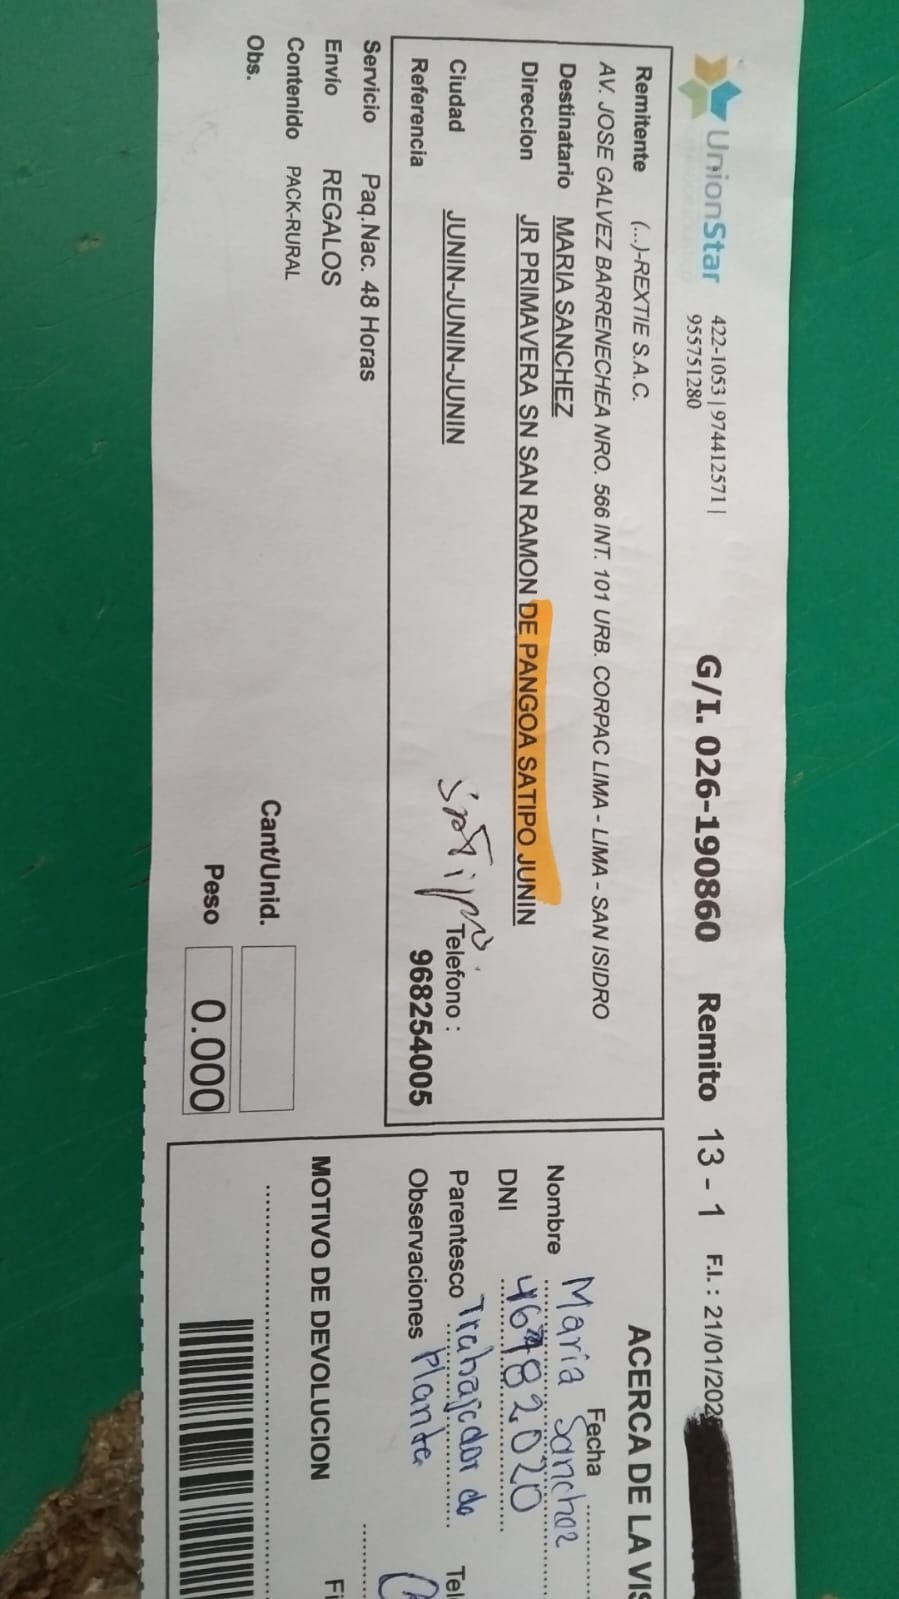 UnionStar
422-1053 | 974412571 |
955751280
G/I. 026-190860 Remito 13 - 1 F.I. : 21/01/202
Remitente (...)-REXTIE S.A.C.
AV. JOSE GALVEZ BARRENECHEA NRO. 566 INT. 101 URB. CORPAC LIMA - LIMA - SAN ISIDRO
Destinatario MARIA SANCHEZ
Direccion JR PRIMAVERA SN SAN RAMON DE PANGOA SATIPO JUNIN
Ciudad JUNIN-JUNIN-JUNIN
satipo.
Telefono :
Referencia 968254005
Servicio Paq.Nac. 48 Horas
Envío REGALOS
Contenido PACK-RURAL
Obs.
Cant/Unid.
Peso 0.000
ACERCA DE LA VIS
Fecha
Nombre Maria Sanchez
DNI
Parentesco Trabajador de
Tel
Observaciones Planta
MOTIVO DE DEVOLUCION
Fi